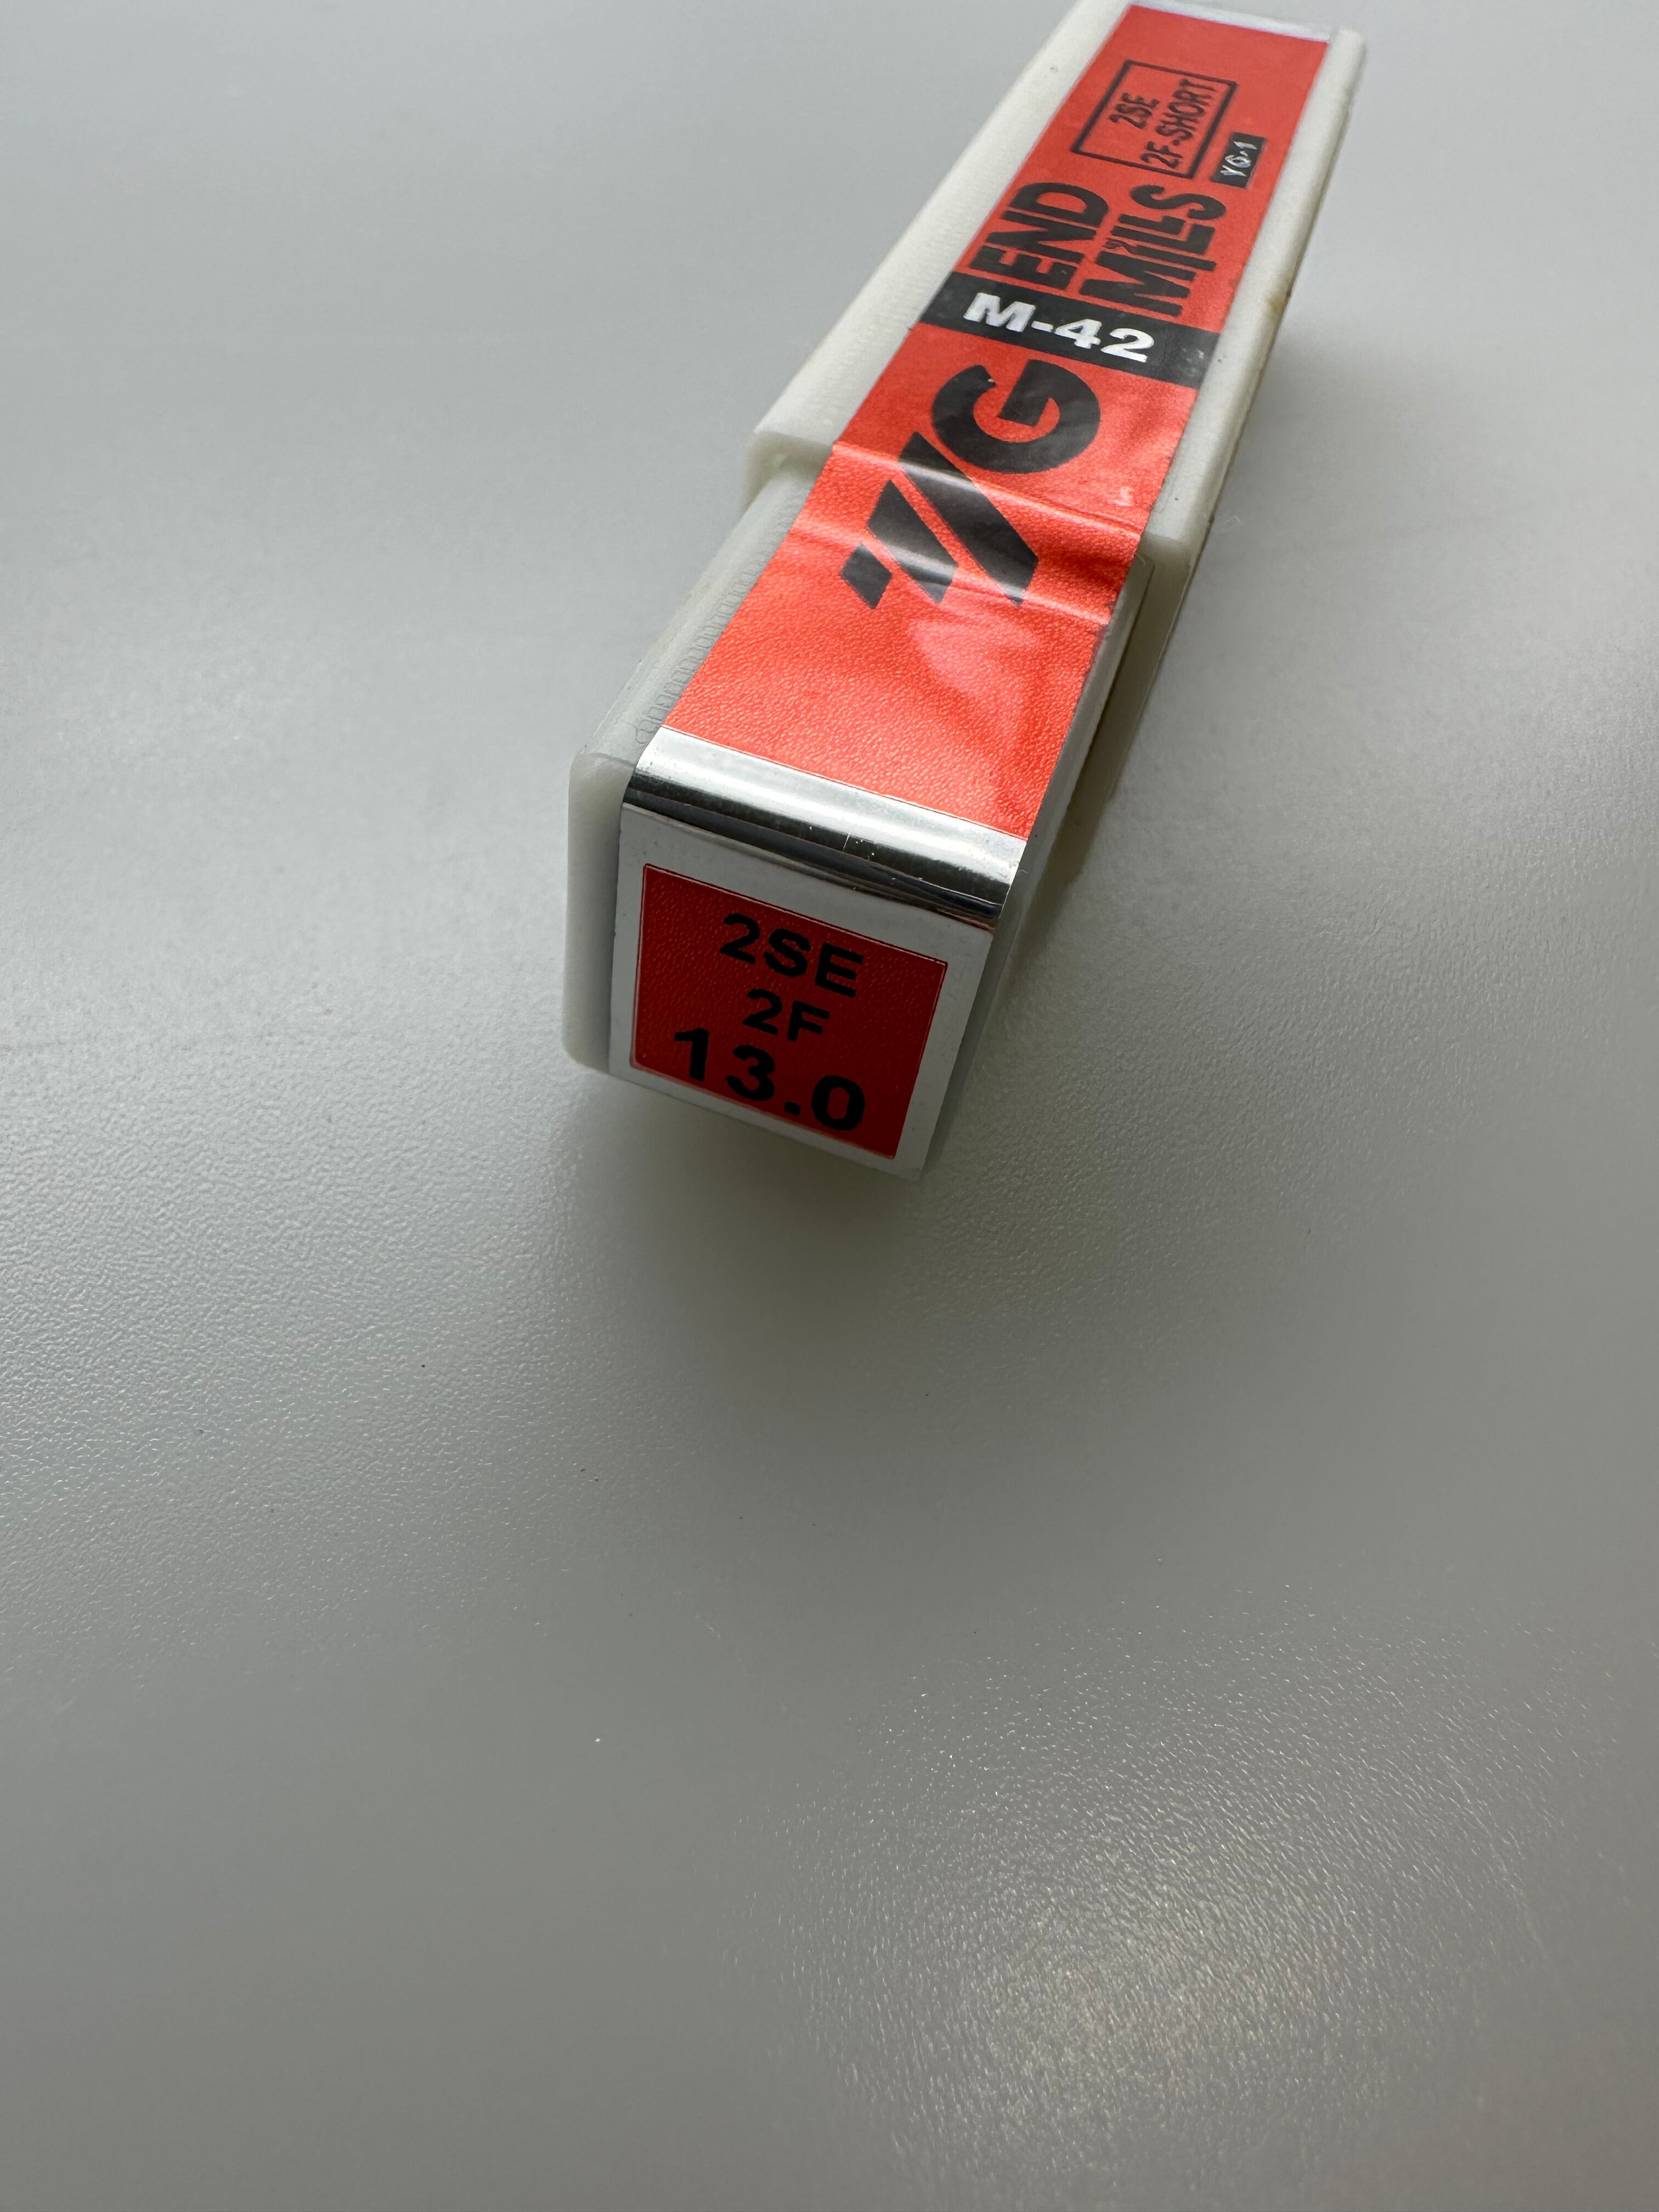 2SE
2F-SHORT
END
MILLS
YG-1
M-42
YG
2SE
2F
13.0